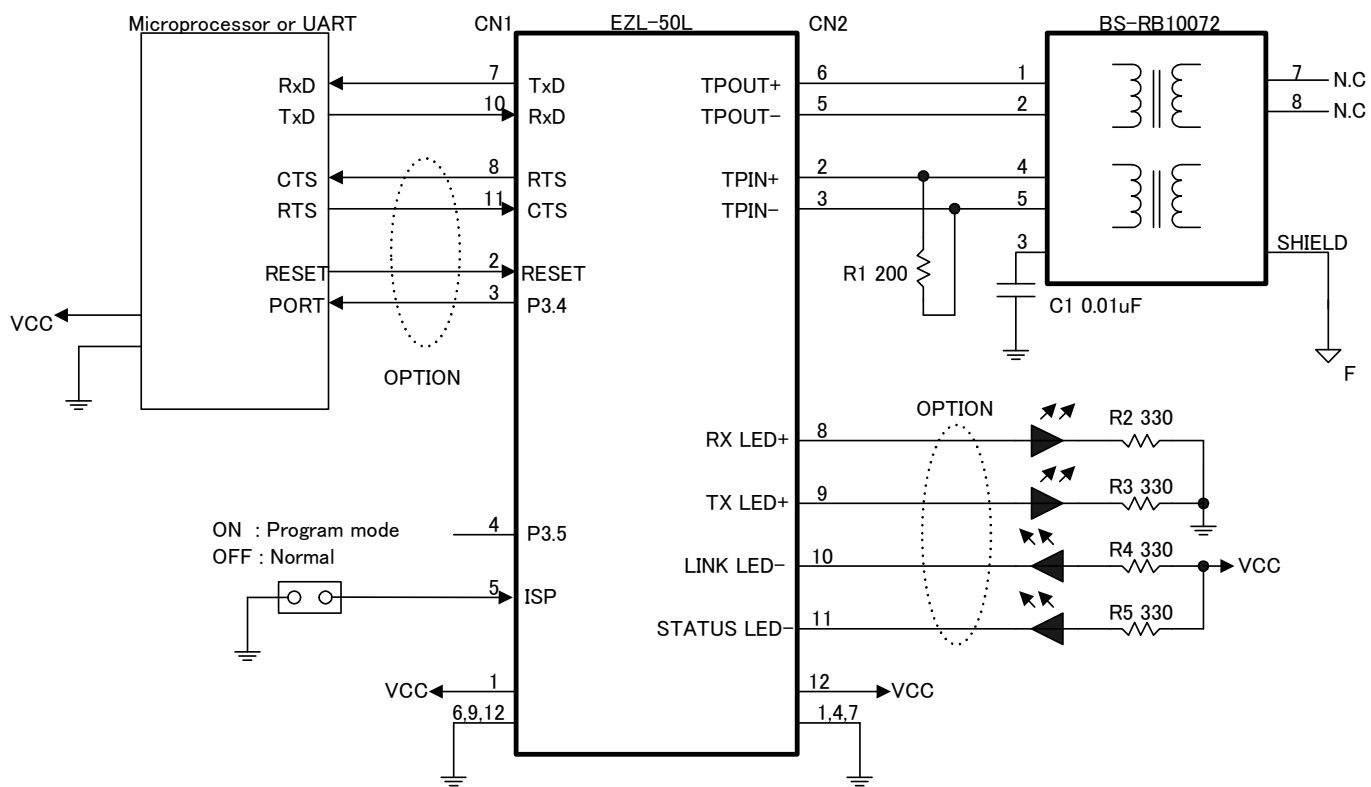 Microprocessor or UART
CN1
EZL-50L
CN2
BS-RB10072
RxD
7
TxD
TPOUT+
6
1
7
N.C
TxD
10
RxD
TPOUT-
5
2
8
N.C
CTS
8
RTS
TPIN+
2
4
RTS
11
CTS
TPIN-
3
5
RESET
2
RESET
R1 200
3
SHIELD
PORT
3
P3.4
C1 0.01uF
VCC
OPTION
F
OPTION
RX LED+
8
R2 330
TX LED+
9
R3 330
ON : Program mode
OFF : Normal
4
P3.5
LINK LED-
10
R4 330
VCC
5
ISP
STATUS LED-
11
R5 330
VCC
1
12
VCC
6,9,12
1,4,7